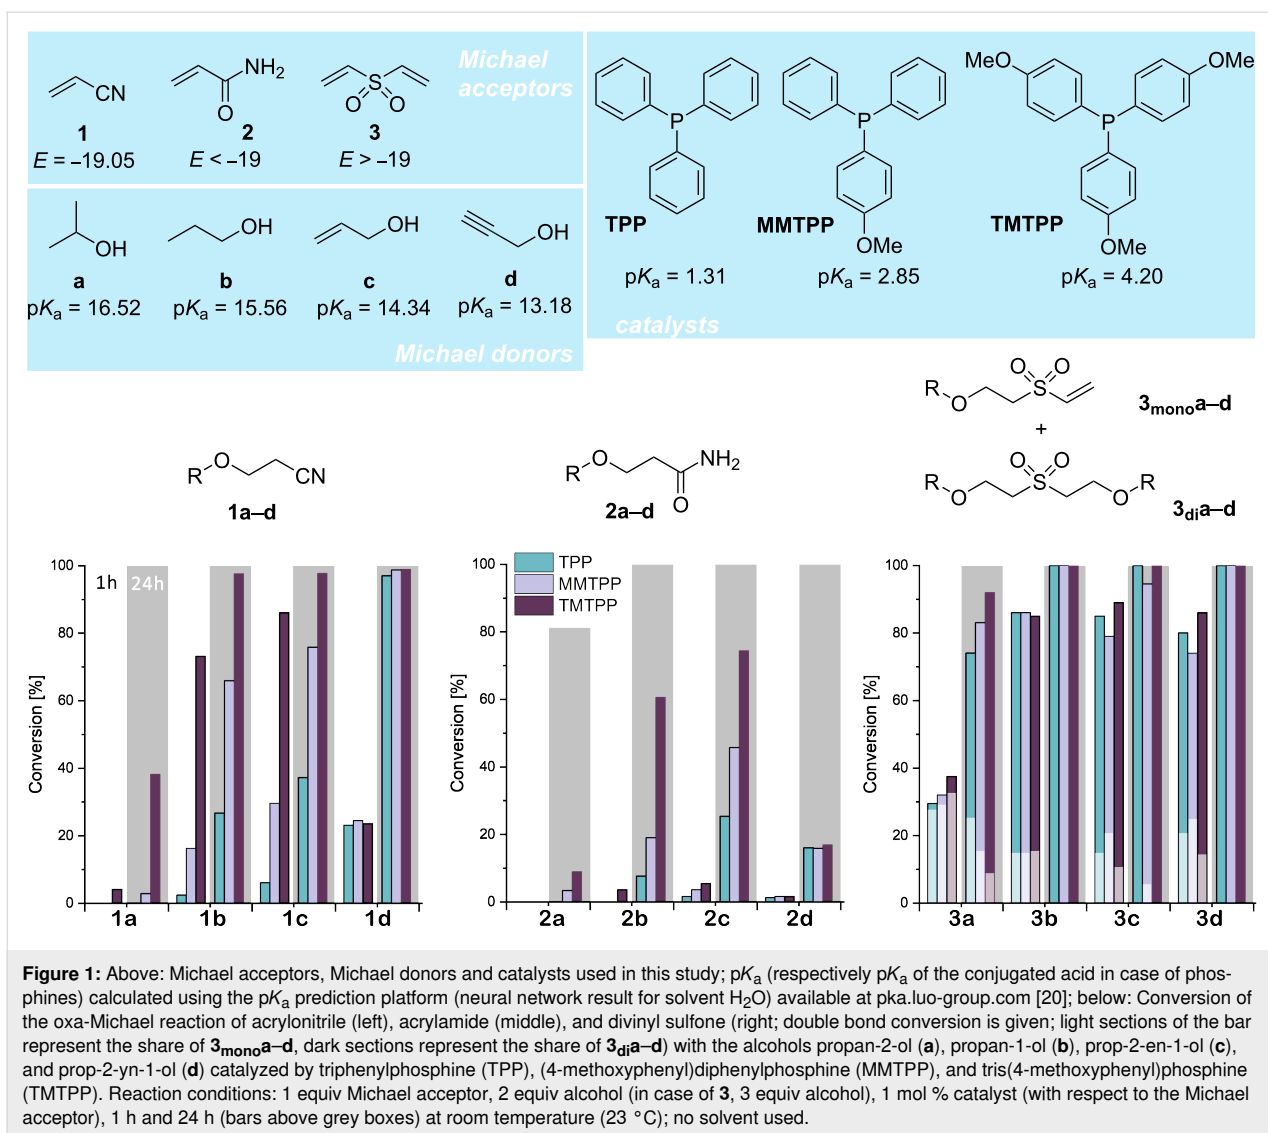 Michael
acceptors
CN
NH2
O
S
O O
1
2
3
E = –19.05
E < –19
E > –19
OH
OH
OH
OH
a
b
c
d
pKa = 16.52
pKa = 15.56
pKa = 14.34
pKa = 13.18
Michael donors
P
P
OMe
MeO
OMe
P
OMe
TPP
MMTPP
TMTPP
pKa = 1.31
pKa = 2.85
pKa = 4.20
catalysts
R O CN
1a–d
R O NH2
O
2a–d
O O
R O S
3monoa–d
+
O O
R O S O R
3dia–d
1h
24h
Conversion [%]
100
80
60
40
20
0
1a
1b
1c
1d
TPP
MMTPP
TMTPP
Conversion [%]
100
80
60
40
20
0
2a
2b
2c
2d
Conversion [%]
100
80
60
40
20
0
3a
3b
3c
3d
Figure 1: Above: Michael acceptors, Michael donors and catalysts used in this study; pKa (respectively pKa of the conjugated acid in case of phos-
phines) calculated using the pKa prediction platform (neural network result for solvent H2O) available at pka.luo-group.com [20]; below: Conversion of
the oxa-Michael reaction of acrylonitrile (left), acrylamide (middle), and divinyl sulfone (right; double bond conversion is given; light sections of the bar
represent the share of 3monoa–d, dark sections represent the share of 3dia–d) with the alcohols propan-2-ol (a), propan-1-ol (b), prop-2-en-1-ol (c),
and prop-2-yn-1-ol (d) catalyzed by triphenylphosphine (TPP), (4-methoxyphenyl)diphenylphosphine (MMTPP), and tris(4-methoxyphenyl)phosphine
(TMTPP). Reaction conditions: 1 equiv Michael acceptor, 2 equiv alcohol (in case of 3, 3 equiv alcohol), 1 mol % catalyst (with respect to the Michael
acceptor), 1 h and 24 h (bars above grey boxes) at room temperature (23 °C); no solvent used.